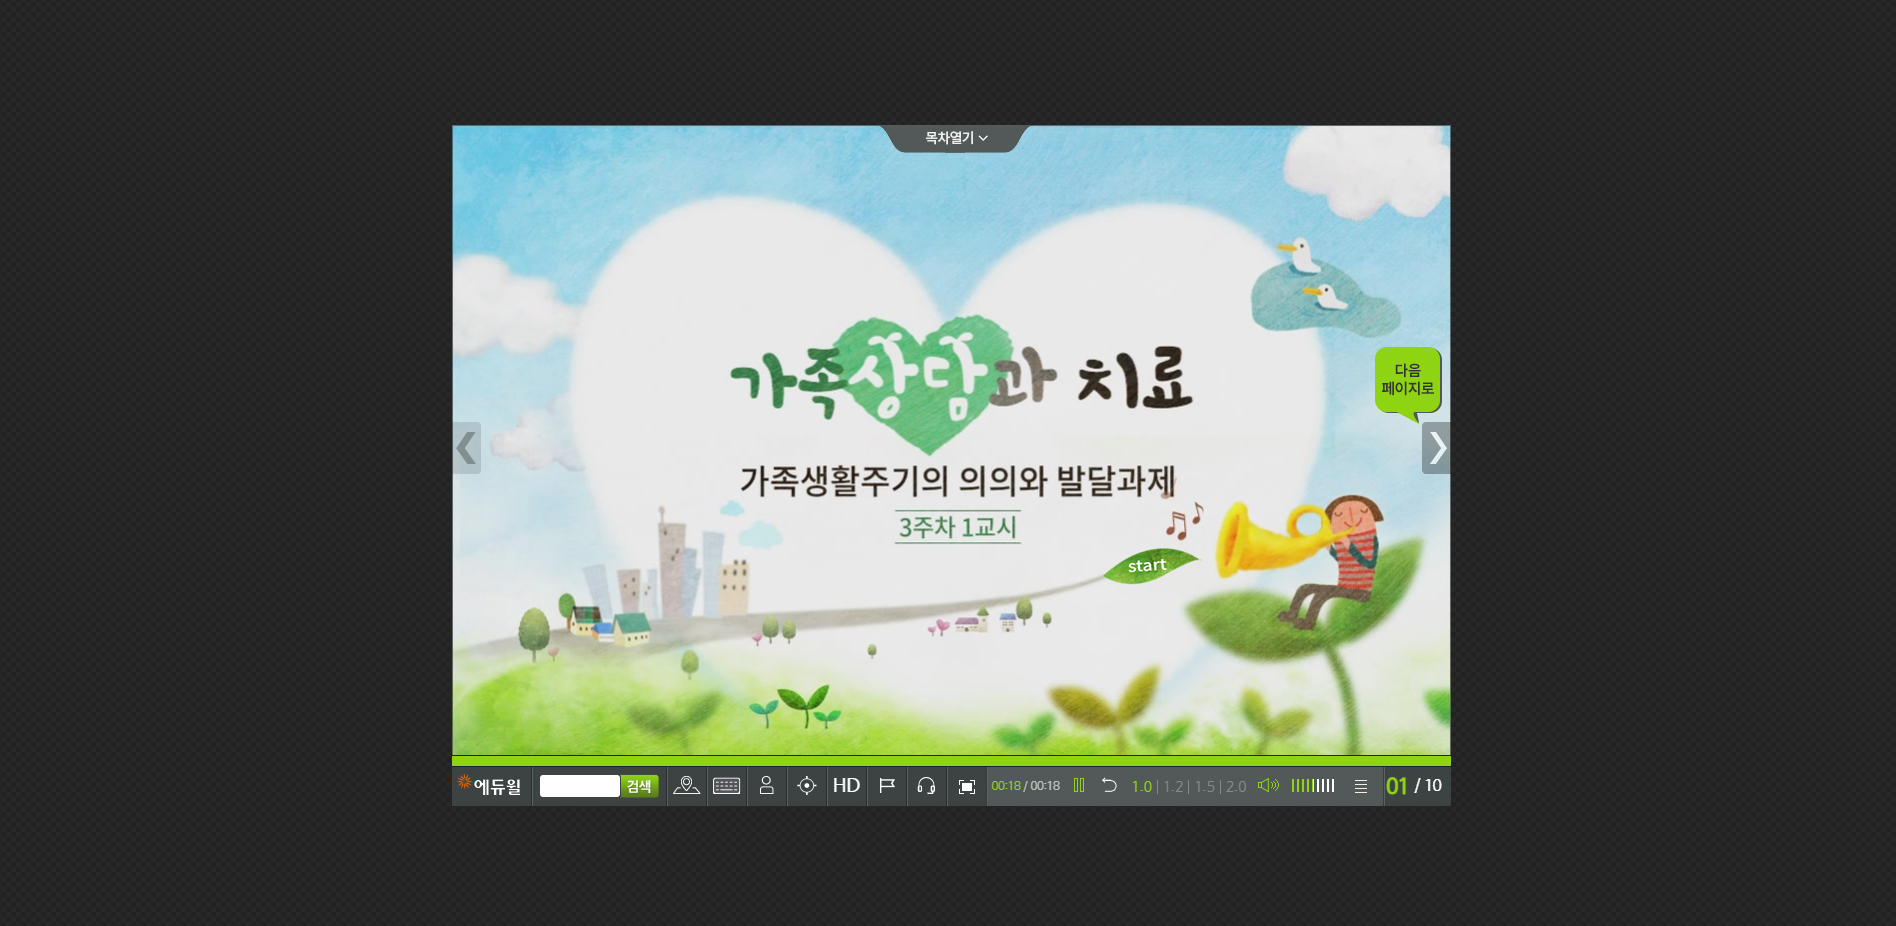 목차열기
가족상담과 치료
다음
페이지로
가족생활주기의 의의와 발달과제
3주차 1교시
start
에듀윌 검색 HD 00:18 / 00:18 1.0 | 1.2 | 1.5 | 2.0 01 / 10